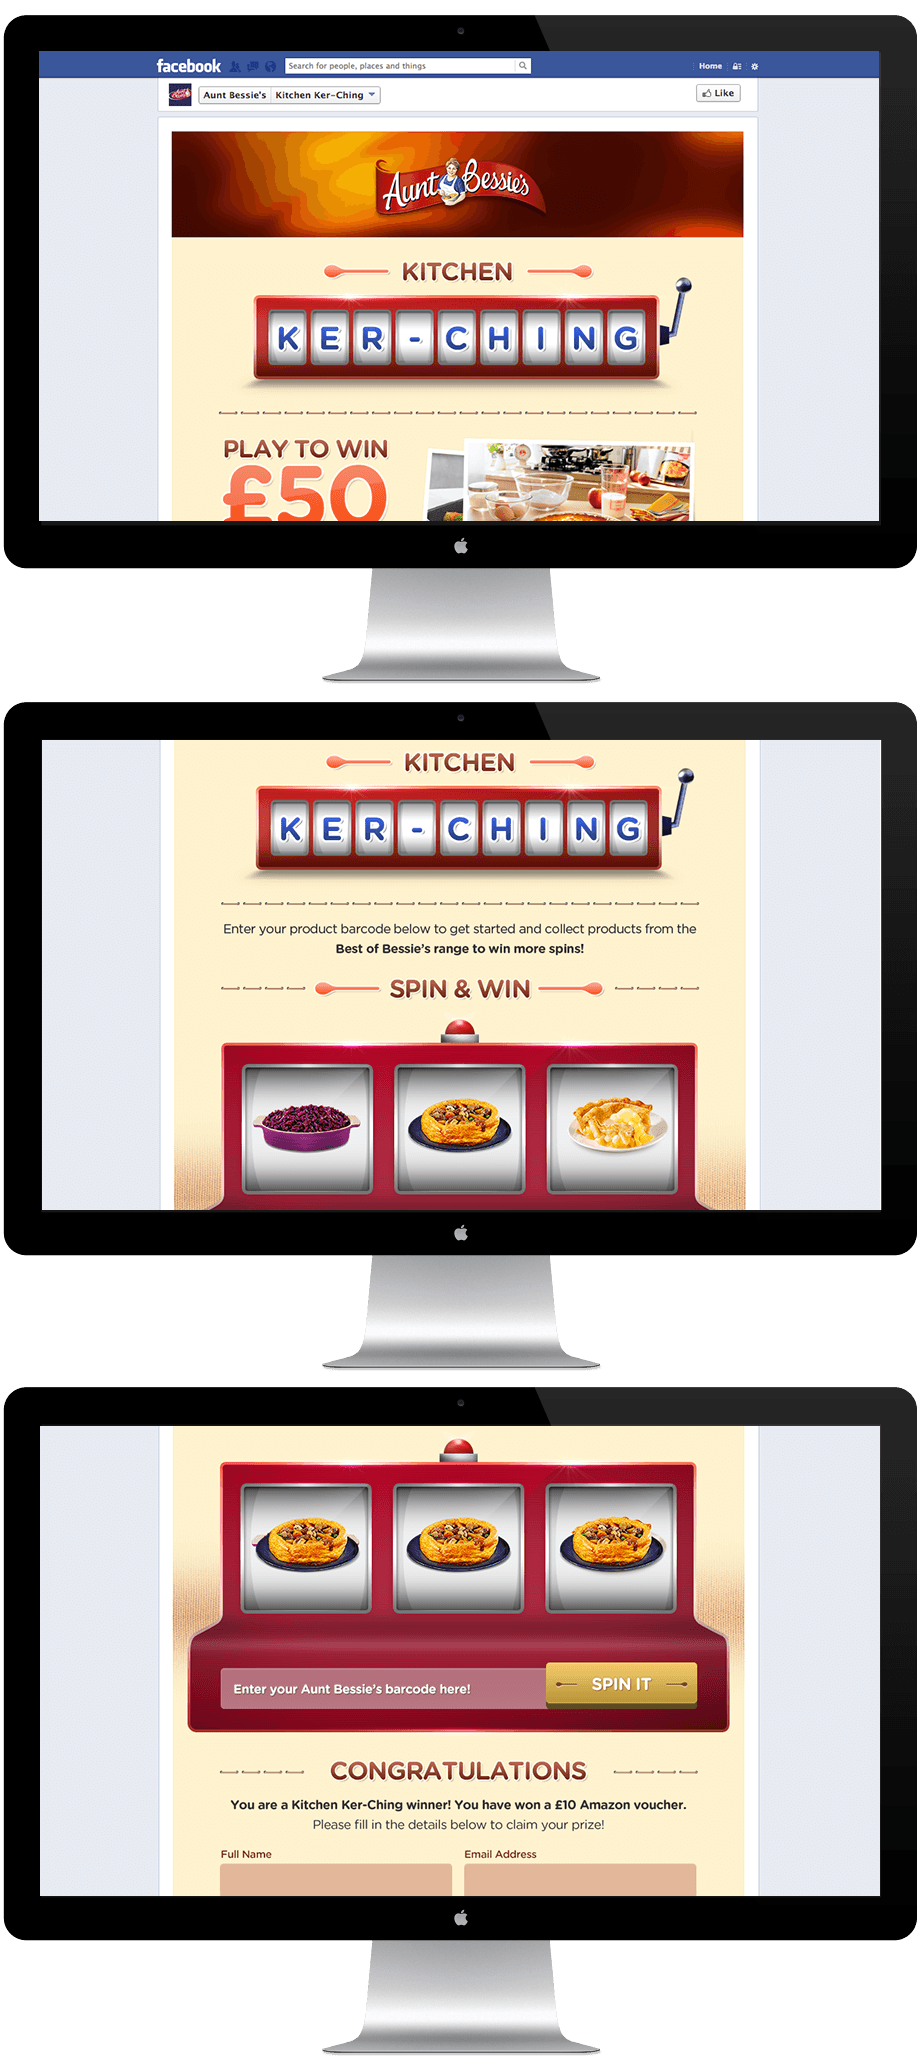 facebook
Search for people, places and things
Home
Aunt Bessie's
Kitchen Ker-Ching
Like
Aunt Bessie's
KITCHEN
KER-CHING
PLAY TO WIN
£50
KITCHEN
KER-CHING
Enter your product barcode below to get started and collect products from the
Best of Bessie's range to win more spins!
SPIN & WIN
Enter your Aunt Bessie's barcode here!
SPIN IT
CONGRATULATIONS
You are a Kitchen Ker-Ching winner! You have won a £10 Amazon voucher.
Please fill in the details below to claim your prize!
Full Name
Email Address